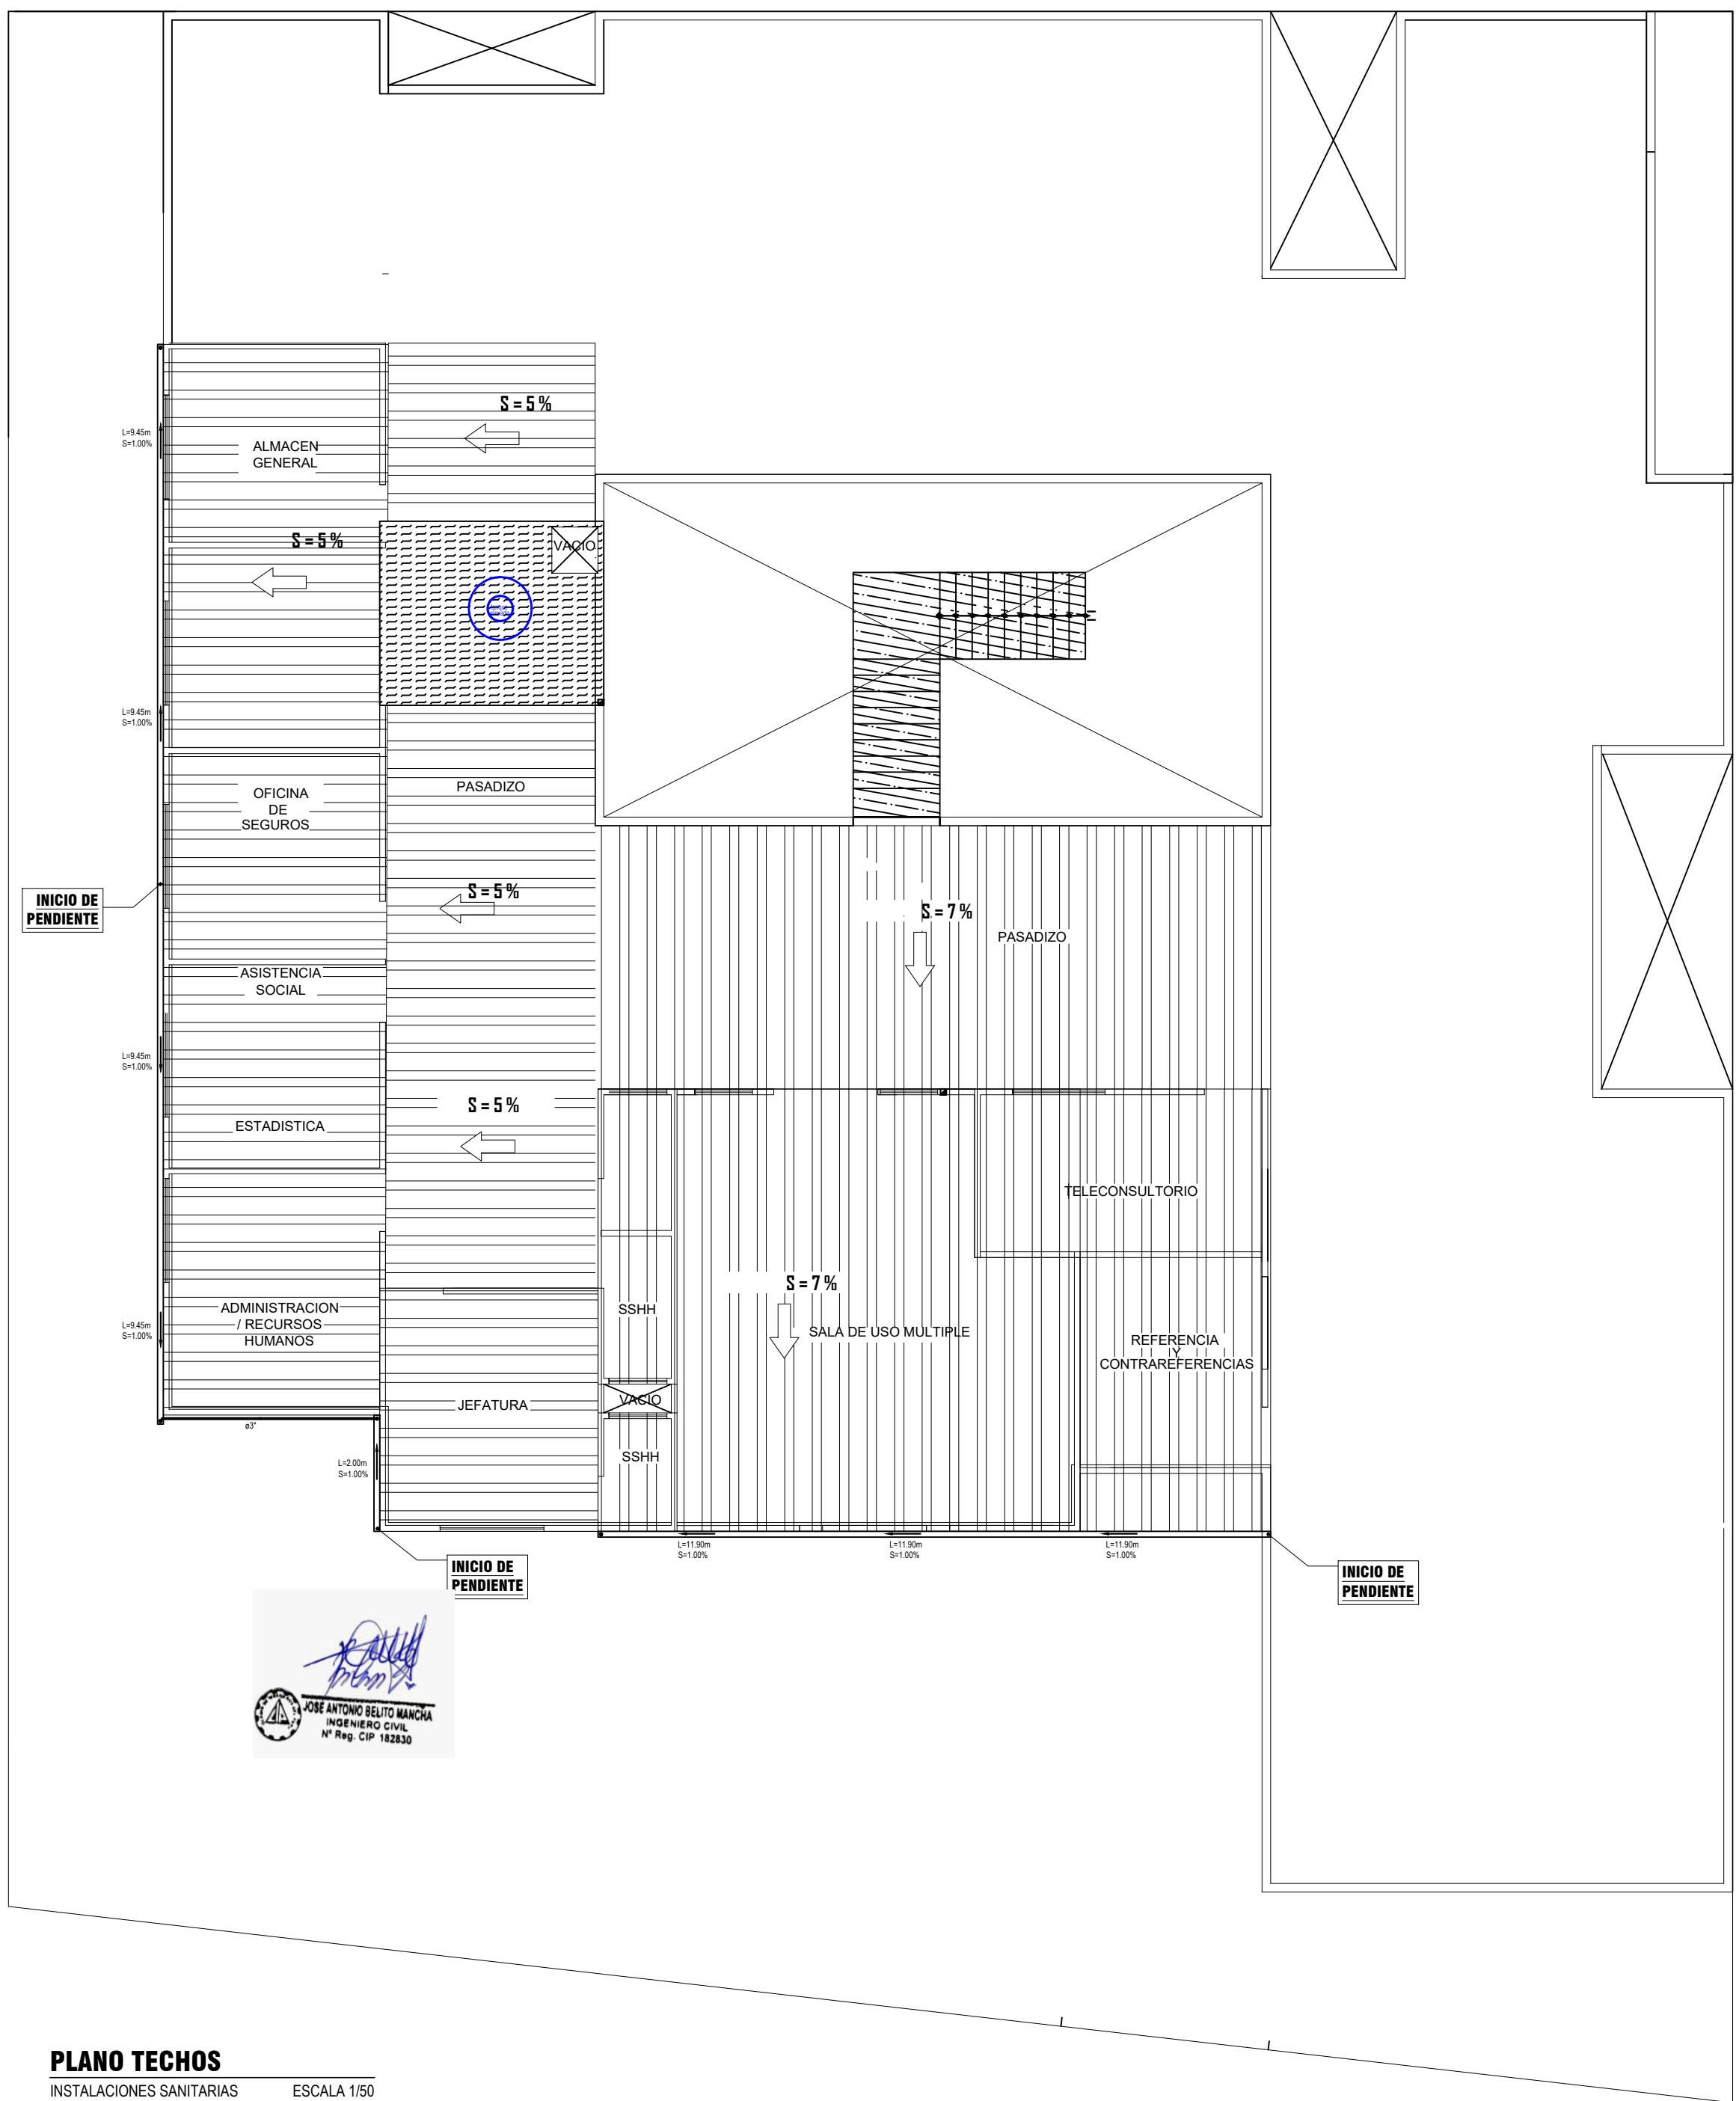 S = 5 %
L=9.45m
S=1.00%
ALMACEN
GENERAL
S = 5 %
VACIO
L=9.45m
S=1.00%
OFICINA
DE
SEGUROS
PASADIZO
INICIO DE
PENDIENTE
S = 5 %
S = 7 %
PASADIZO
ASISTENCIA
SOCIAL
L=9.45m
S=1.00%
ESTADISTICA
S = 5 %
TELECONSULTORIO
S = 7 %
ADMINISTRACION
/ RECURSOS
HUMANOS
L=9.45m
S=1.00%
SSHH
SALA DE USO MULTIPLE
REFERENCIA
Y
CONTRAREFERENCIAS
JEFATURA
VACIO
ø3"
SSHH
L=2.00m
S=1.00%
L=11.90m
S=1.00%
L=11.90m
S=1.00%
L=11.90m
S=1.00%
INICIO DE
PENDIENTE
INICIO DE
PENDIENTE
JOSE ANTONIO BELITO MANCHA
INGENIERO CIVIL
N° Reg. CIP 182830
PLANO TECHOS
INSTALACIONES SANITARIAS ESCALA 1/50